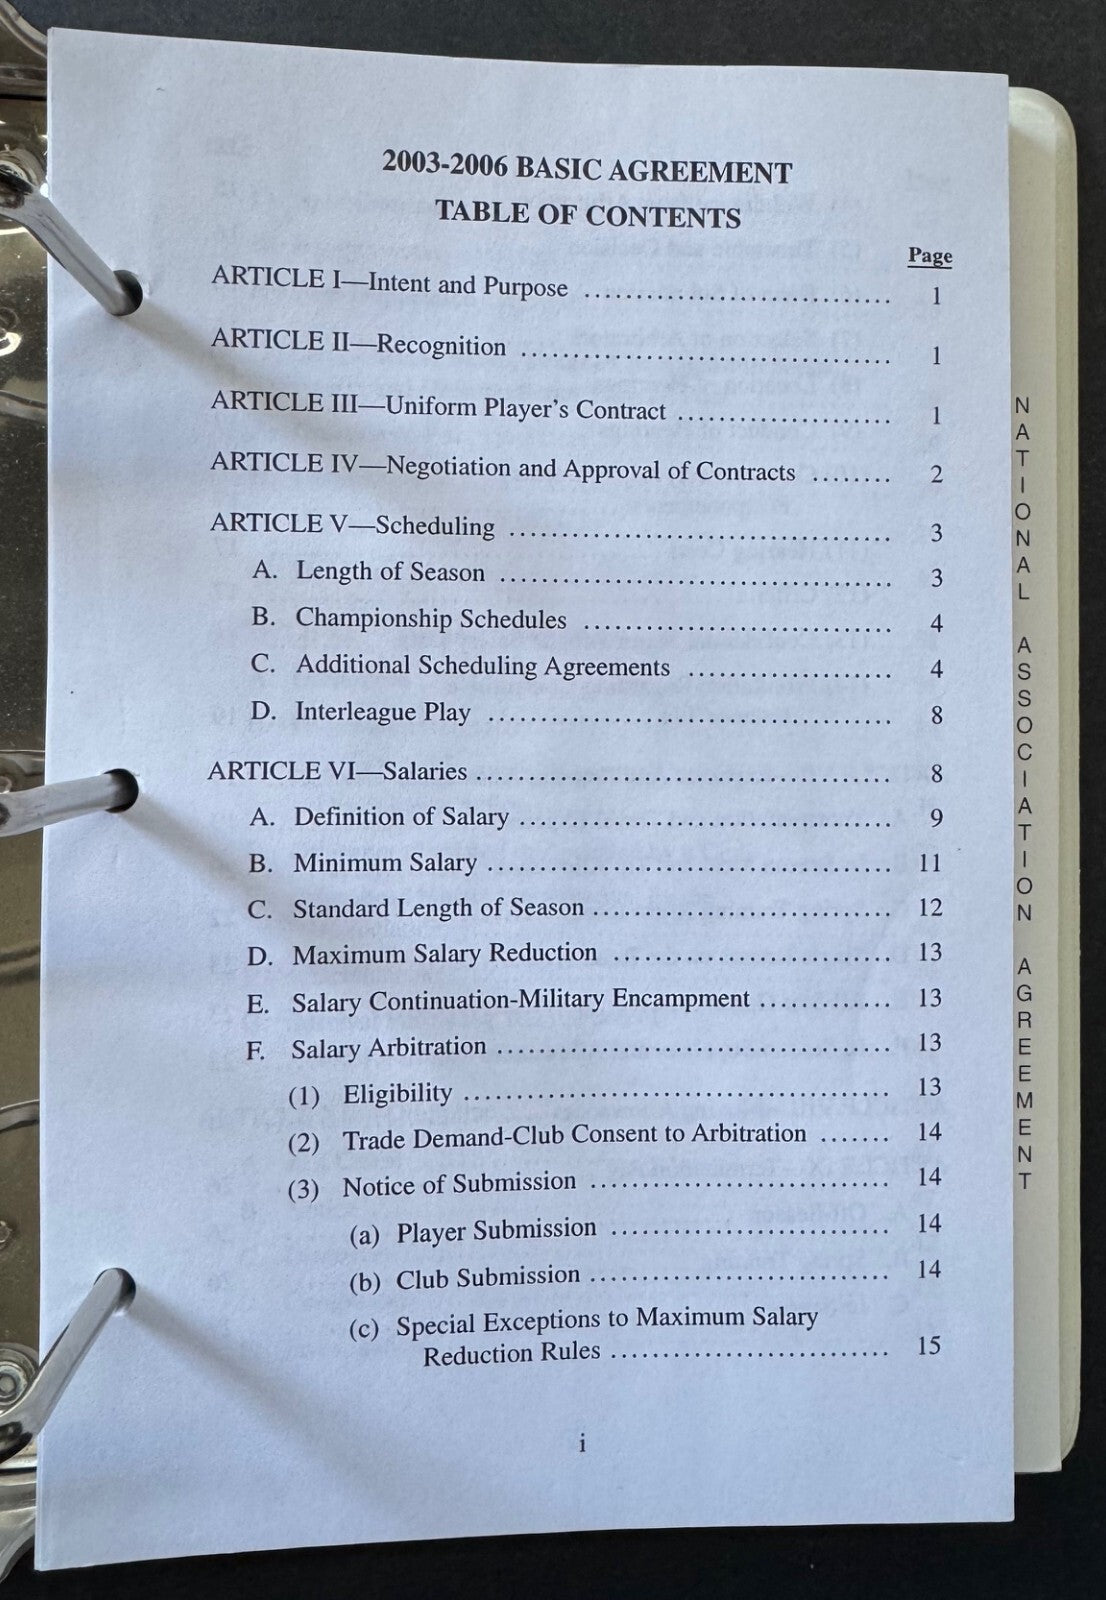 2003-2006 BASIC AGREEMENT
TABLE OF CONTENTS
Page
ARTICLE I—Intent and Purpose .............................. 1
ARTICLE II—Recognition .................................... 1
ARTICLE III—Uniform Player's Contract ..................... 1
ARTICLE IV—Negotiation and Approval of Contracts ........ 2
ARTICLE V—Scheduling ..................................... 3
A. Length of Season ...................................... 3
B. Championship Schedules .............................. 4
C. Additional Scheduling Agreements .................... 4
D. Interleague Play ....................................... 8
ARTICLE VI—Salaries ........................................ 8
A. Definition of Salary .................................... 9
B. Minimum Salary ....................................... 11
C. Standard Length of Season ............................. 12
D. Maximum Salary Reduction ........................... 13
E. Salary Continuation-Military Encampment ............. 13
F. Salary Arbitration ...................................... 13
(1) Eligibility ......................................... 13
(2) Trade Demand-Club Consent to Arbitration ....... 14
(3) Notice of Submission ............................. 14
(a) Player Submission ........................... 14
(b) Club Submission ............................. 14
(c) Special Exceptions to Maximum Salary
Reduction Rules ........................... 15
i
NATIONAL ASSOCIATION AGREEMENT